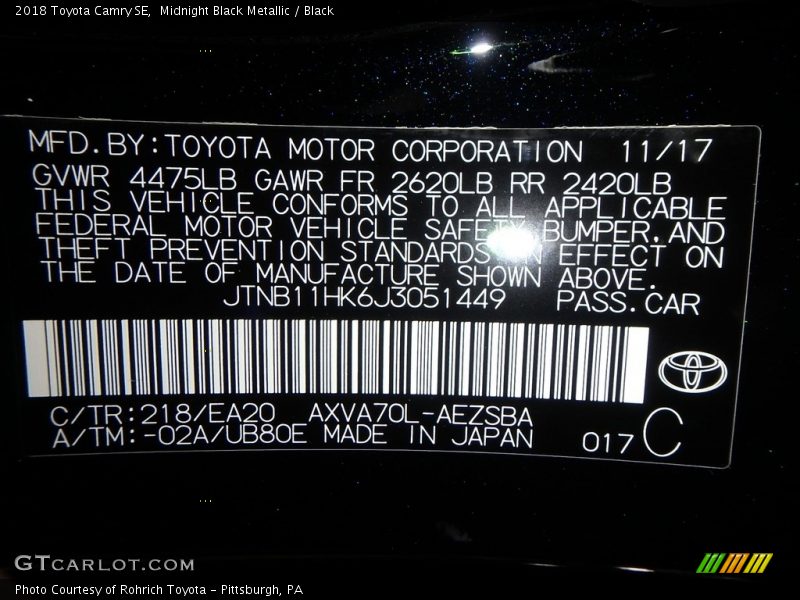 2018 Toyota Camry SE, Midnight Black Metallic / Black
MFD.BY:TOYOTA MOTOR CORPORATION 11/17
GVWR 4475LB GAWR FR 2620LB RR 2420LB
THIS VEHICLE CONFORMS TO ALL APPLICABLE
FEDERAL MOTOR VEHICLE SAFETY BUMPER, AND
THEFT PREVENTION STANDARDS IN EFFECT ON
THE DATE OF MANUFACTURE SHOWN ABOVE.
JTNB11HK6J3051449 PASS.CAR
C/TR:218/EA20 AXVA70L-AEZSBA
A/TM:-02A/UB80E MADE IN JAPAN 017 C
GTCARLOT.COM
Photo Courtesy of Rohrich Toyota - Pittsburgh, PA